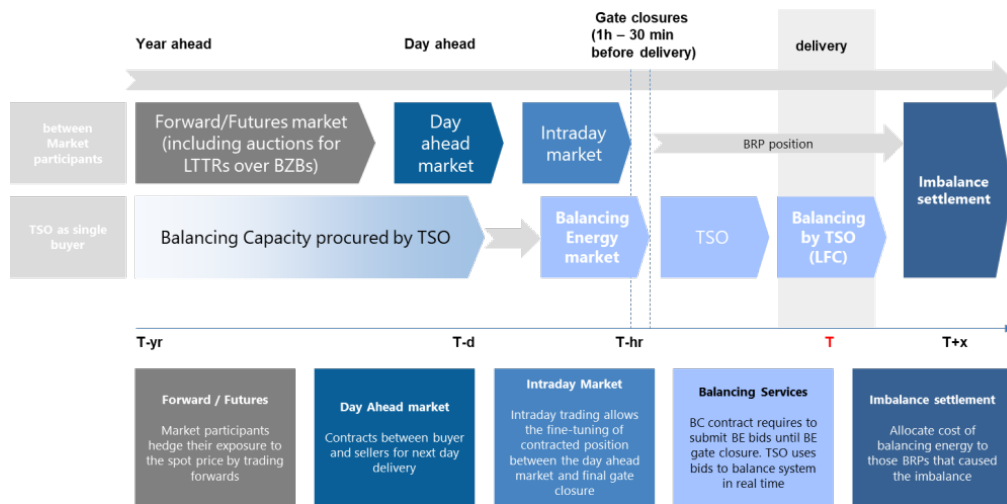 Gate closures
(1h – 30 min
before delivery)
Year ahead
Day ahead
delivery
between
Market
participants
Forward/Futures market
(including auctions for
LTTRs over BZBs)
Day
ahead
market
Intraday
market
BRP position
Imbalance
settlement
TSO as single
buyer
Balancing Capacity procured by TSO
Balancing
Energy
market
TSO
Balancing
by TSO
(LFC)
T-yr
T-d
T-hr
T
T+x
Forward / Futures
Market participants
hedge their exposure to
the spot price by trading
forwards
Day Ahead market
Contracts between buyer
and sellers for next day
delivery
Intraday Market
Intraday trading allows
the fine-tuning of
contracted position
between the day ahead
market and final gate
closure
Balancing Services
BC contract requires to
submit BE bids until BE
gate closure. TSO uses
bids to balance system
in real time
Imbalance settlement
Allocate cost of
balancing energy to
those BRPs that caused
the imbalance